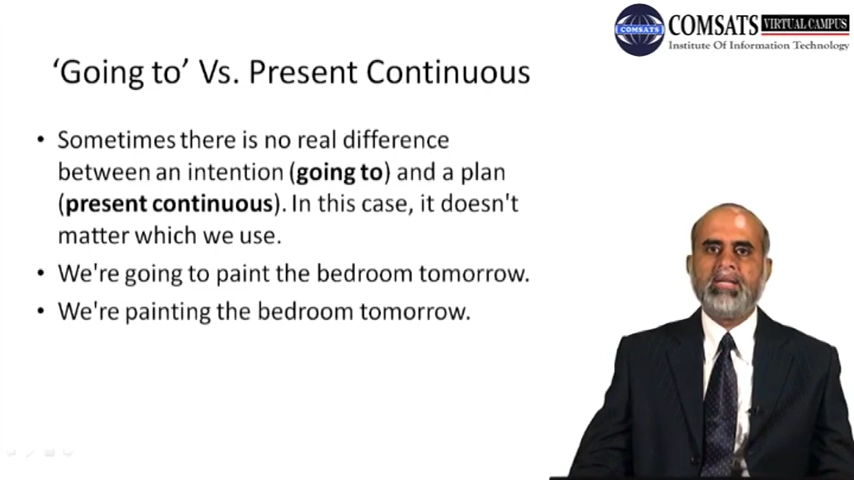 COMSATS VIRTUAL CAMPUS
COMSATS
Institute Of Information Technology
‘Going to’ Vs. Present Continuous
• Sometimes there is no real difference
between an intention (going to) and a plan
(present continuous). In this case, it doesn't
matter which we use.
• We're going to paint the bedroom tomorrow.
• We're painting the bedroom tomorrow.